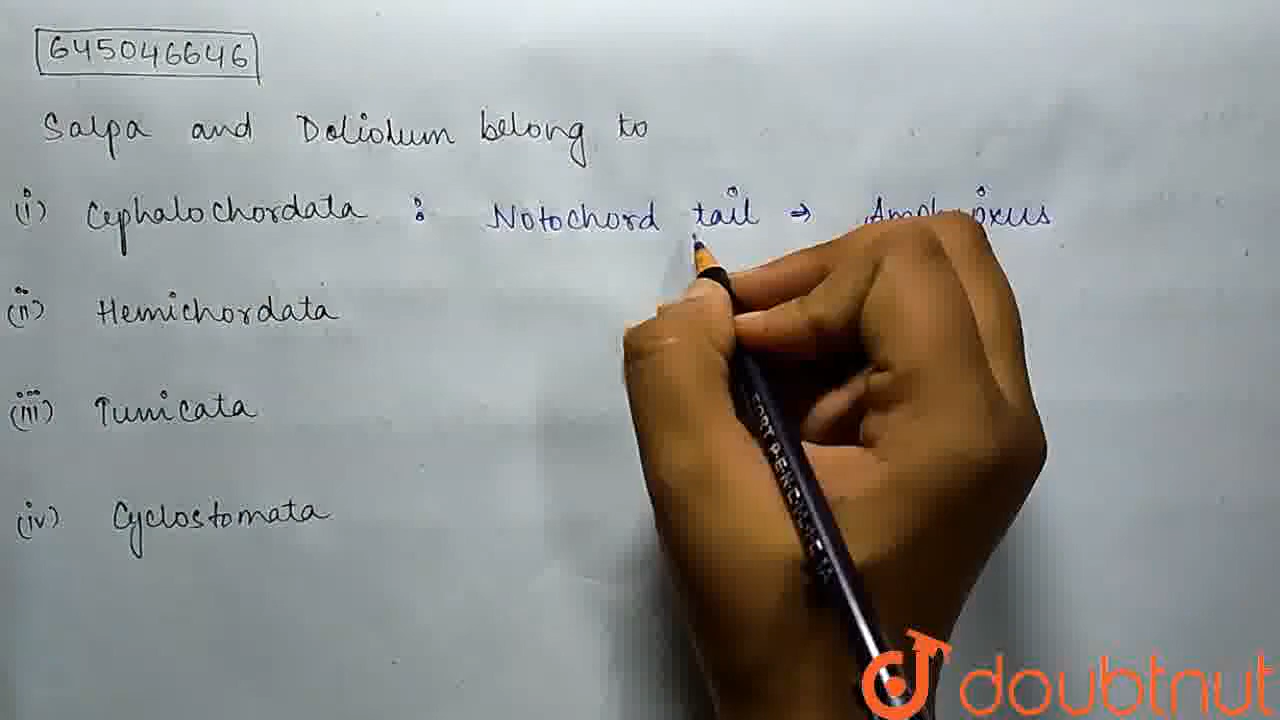 645046646
Salpa and Doliolum belong to
(i) Cephalochordata : Notochord tail →
(ii) Hemichordata
(iii) Tunicata
(iv) Cyclostomata
doubtnut